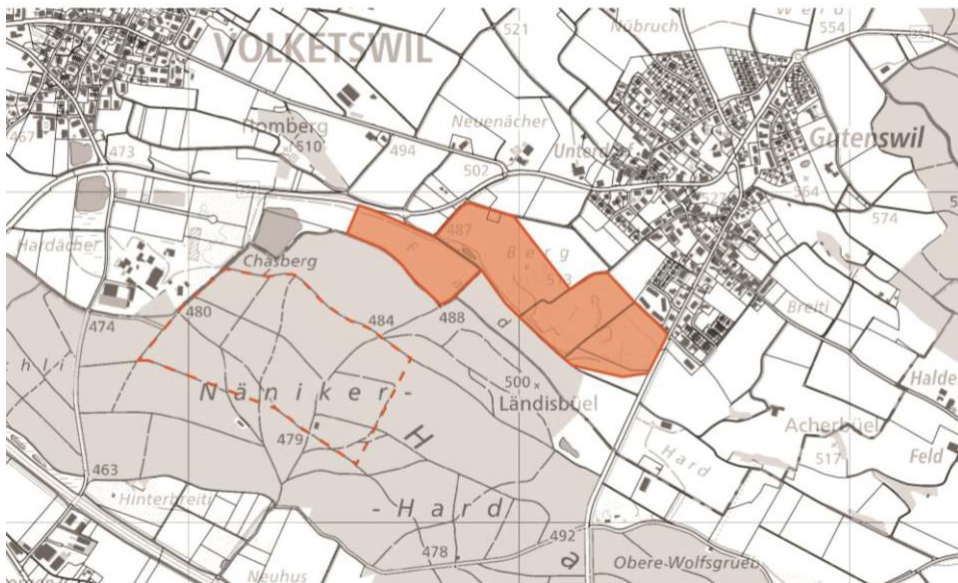 Nübruch
554
521
VOLKETSWIL
467
Homberg
510
494
Neuenächer
Unterdorf
Gutenswil
473
502
564
527
574
487
Berg
513
Hardächer
Chasberg
480
474
484
488
Breiti
500
Ländisbüel
Halde
Näniker-
Acherbüel
479
H
517
Feld
Hard
463
Hinterbreiti
-Hard
492
478
Obere-Wolfsgrueb
Neuhus